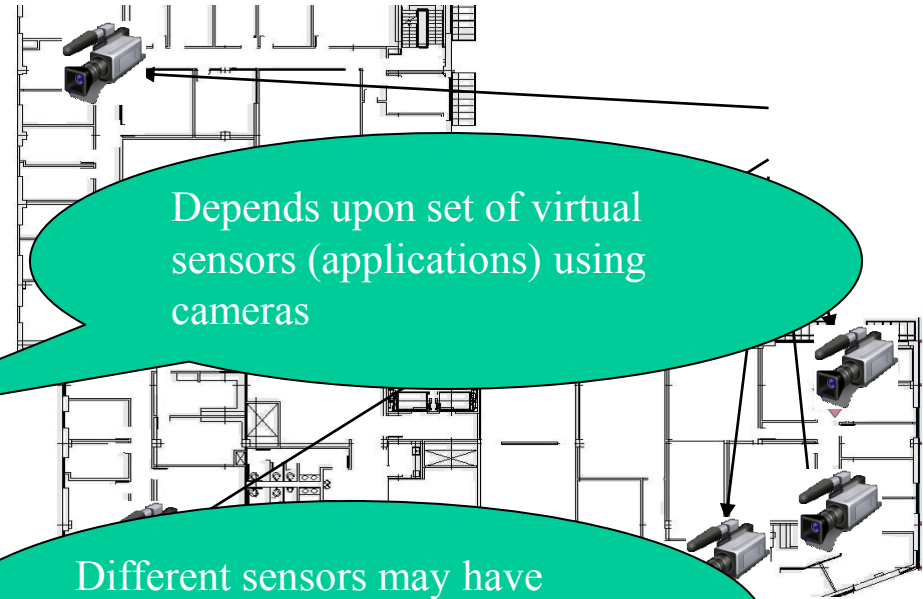 Depends upon set of virtual
sensors (applications) using
cameras
Different sensors may have